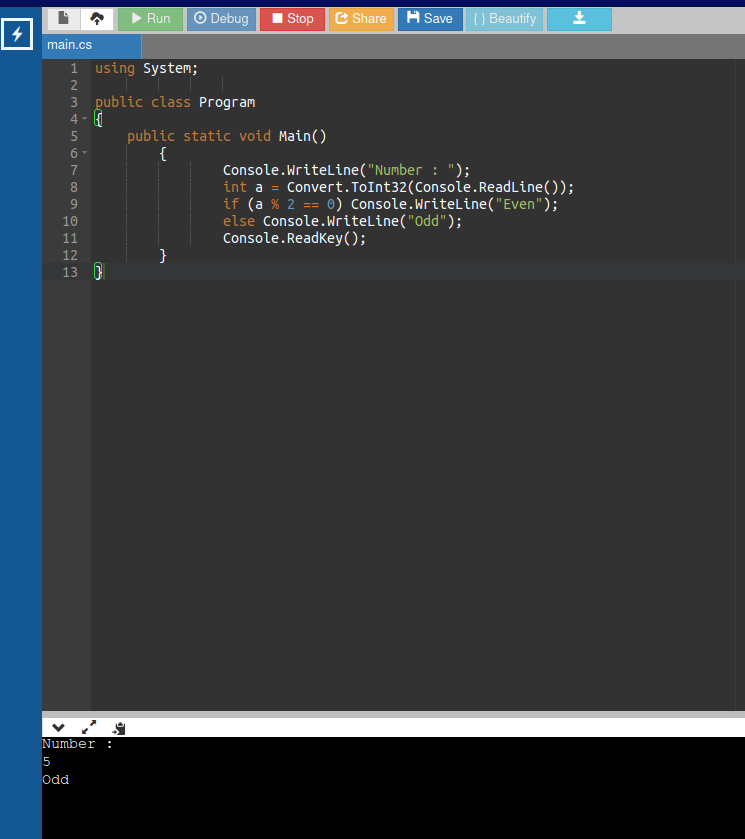 Run Debug Stop Share Save { } Beautify
main.cs
1 using System;
2
3 public class Program
4 {
5 public static void Main()
6 {
7 Console.WriteLine("Number : ");
8 int a = Convert.ToInt32(Console.ReadLine());
9 if (a % 2 == 0) Console.WriteLine("Even");
10 else Console.WriteLine("Odd");
11 Console.ReadKey();
12 }
13 }
Number :
5
Odd